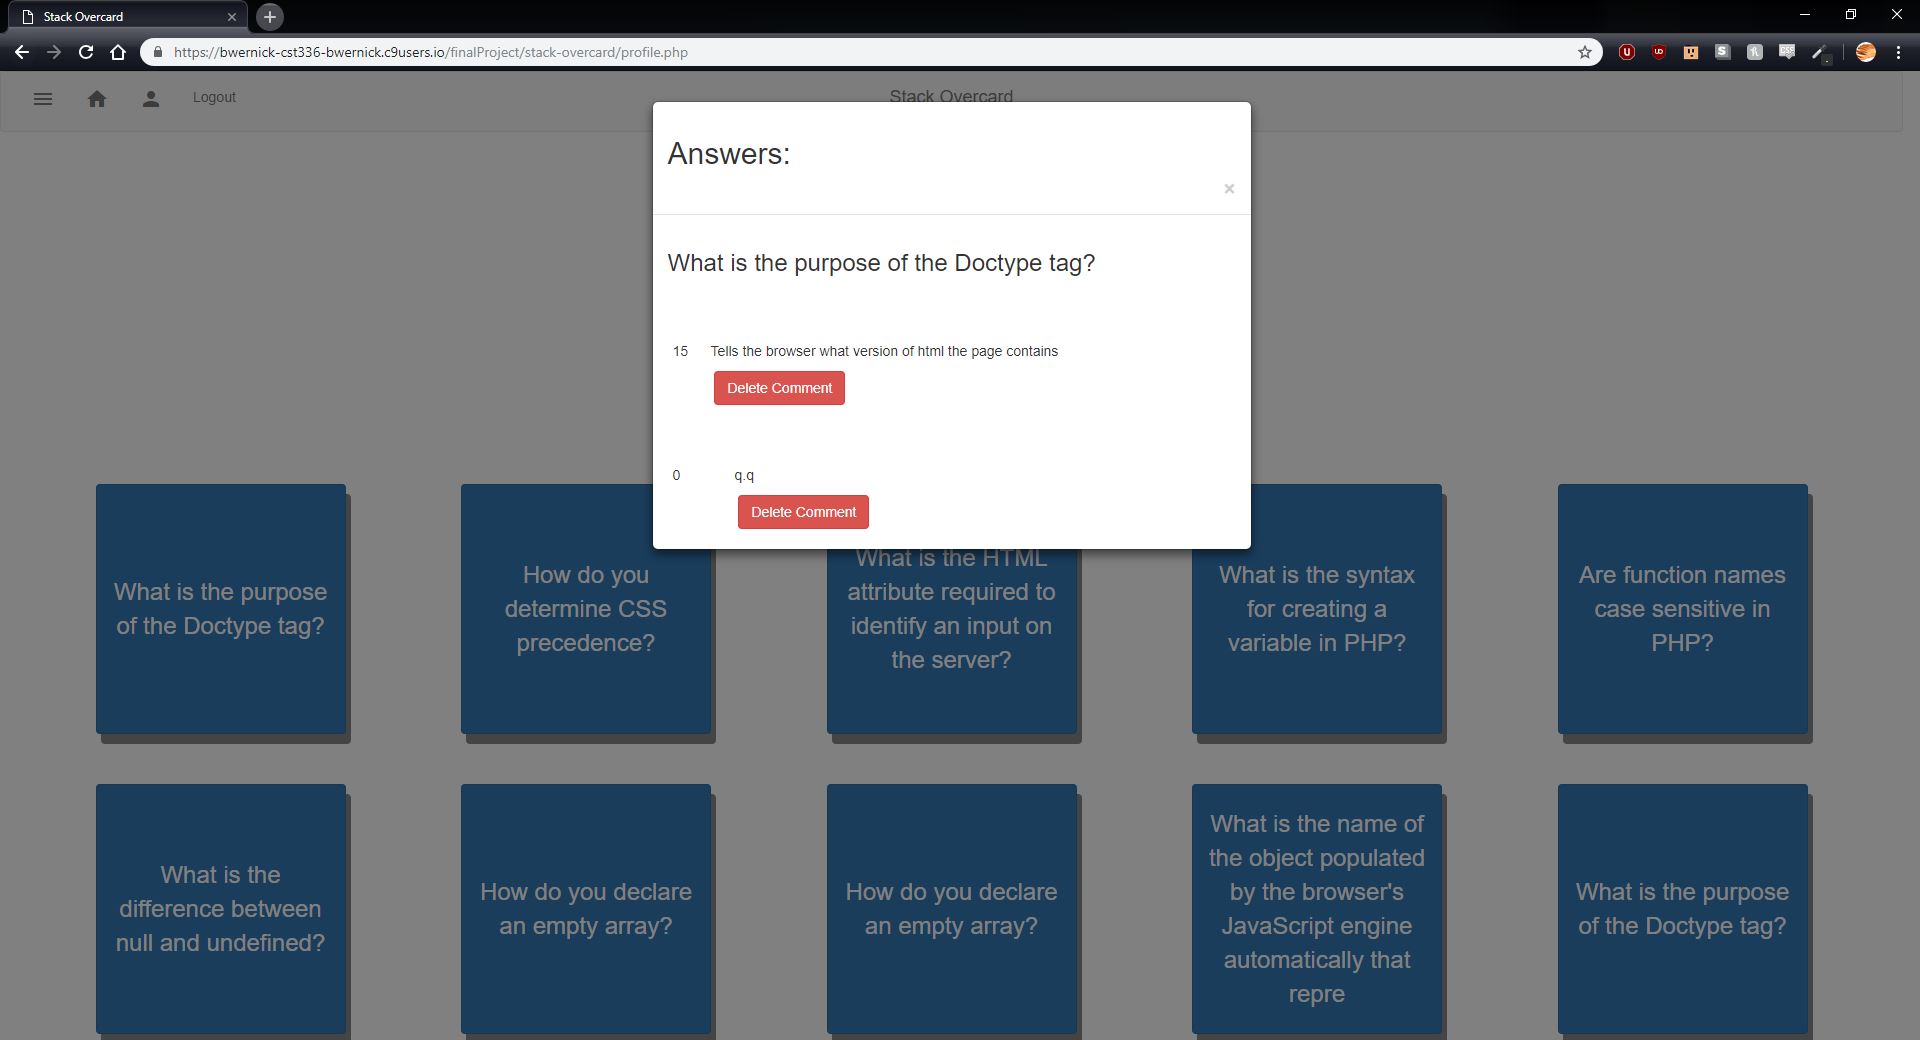 Stack Overcard
https://bwernick-cst336-bwernick.c9users.io/finalProject/stack-overcard/profile.php
Logout
Stack Overcard
Answers:
×
What is the purpose of the Doctype tag?
15 Tells the browser what version of html the page contains
Delete Comment
0 q.q
Delete Comment
What is the purpose
of the Doctype tag?
How do you
determine CSS
precedence?
What is the HTML
attribute required to
identify an input on
the server?
What is the syntax
for creating a
variable in PHP?
Are function names
case sensitive in
PHP?
What is the
difference between
null and undefined?
How do you declare
an empty array?
How do you declare
an empty array?
What is the name of
the object populated
by the browser's
JavaScript engine
automatically that
repre
What is the purpose
of the Doctype tag?